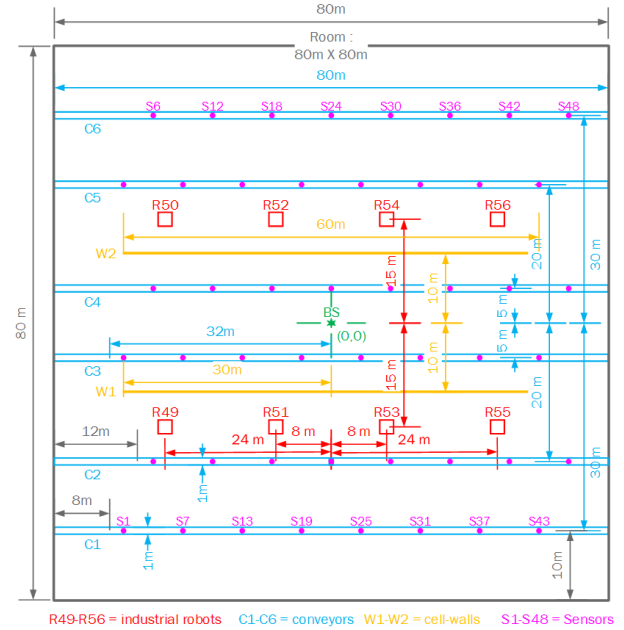 80m
Room :
80m X 80m
80m
S6 S12 S18 S24 S30 S36 S42 S48
C6
C5
R50 R52 R54 R56
60m
W2
15 m
10 m
20 m
30 m
C4
5 m
BS
(0,0)
80 m
32m
5 m
C3
30m
10 m
15 m
20 m
W1
R49 R51 R53 R55
12m
8 m 8 m
24 m 24 m
30 m
C2
1m
8m
S1 S7 S13 S19 S25 S31 S37 S43
C1
1m
10m
R49-R56 = industrial robots C1-C6 = conveyors W1-W2 = cell-walls S1-S48 = Sensors